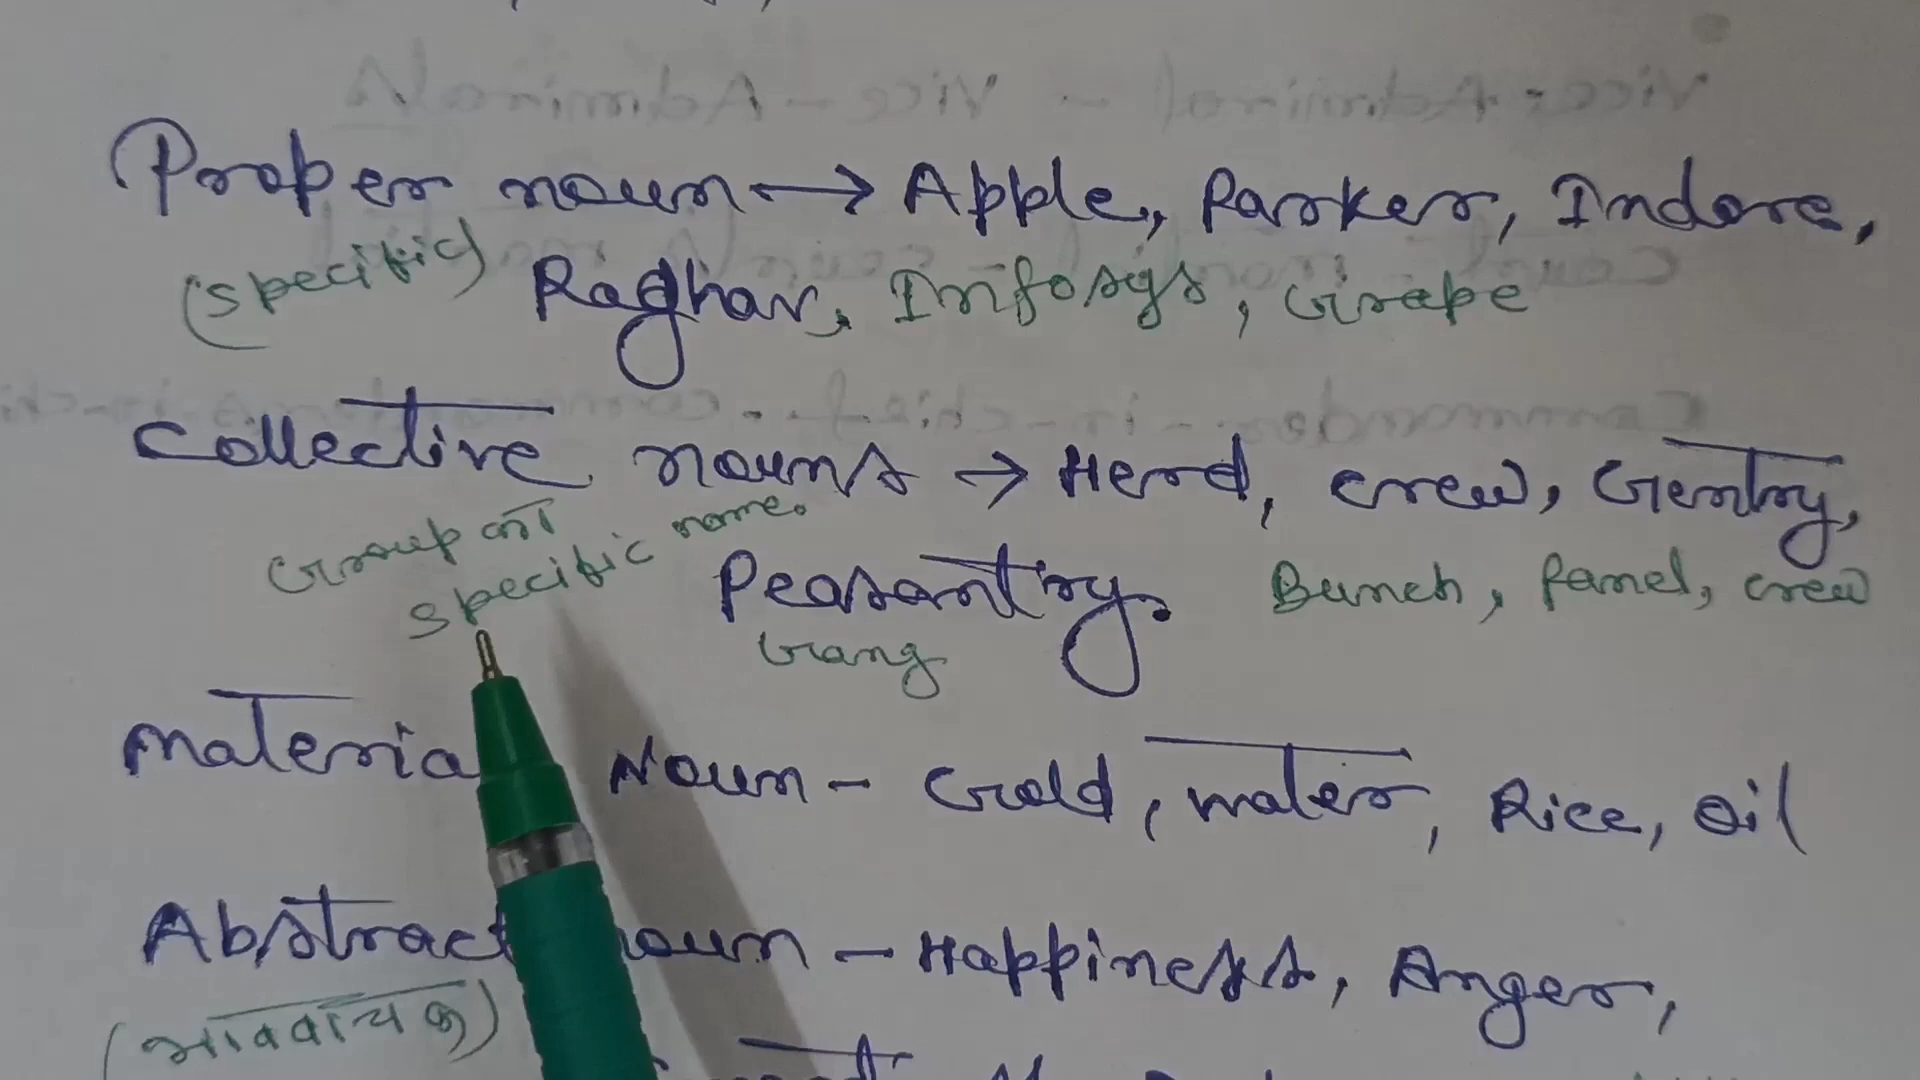 Proper noun → Apple, Parker, Indore,
(specific) Raghav, Infosys, Grape
Collective nouns → Herd, crew, Gentry,
Group का specific name.
Peasantry. Bunch, Panel, crew
Gang
Material Noun - Gold, water, Rice, Oil
Abstract noun - Happiness, Anger,
(भाववाचक)